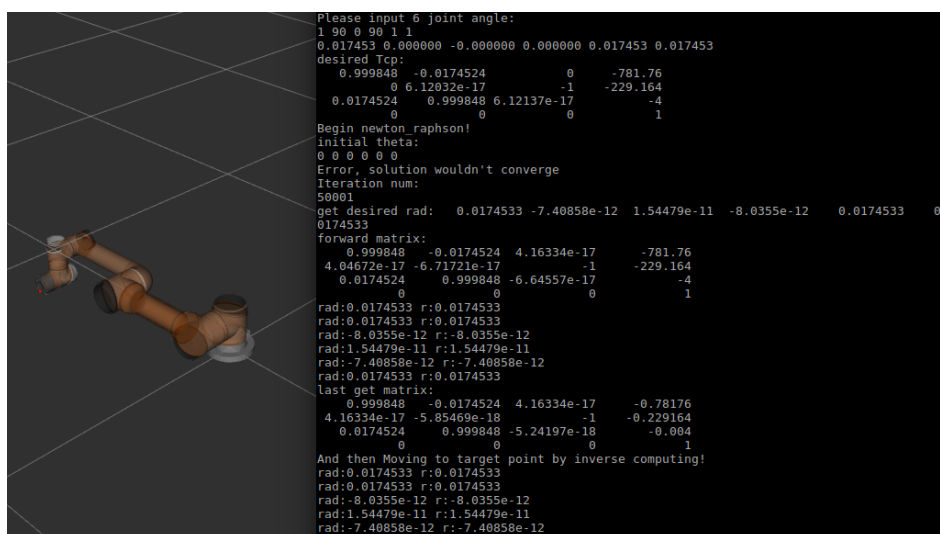 Please input 6 joint angle:
1 90 0 90 1 1
0.017453 0.000000 -0.000000 0.000000 0.017453 0.017453
desired Tcp:
0.999848 -0.0174524 0 -781.76
0 6.12032e-17 -1 -229.164
0.0174524 0.999848 6.12137e-17 -4
0 0 0 1
Begin newton_raphson!
initial theta:
0 0 0 0 0 0
Error, solution wouldn't converge
Iteration num:
50001
get desired rad: 0.0174533 -7.40858e-12 1.54479e-11 -8.0355e-12 0.0174533 0
0174533
forward matrix:
0.999848 -0.0174524 4.16334e-17 -781.76
4.04672e-17 -6.71721e-17 -1 -229.164
0.0174524 0.999848 -6.64557e-17 -4
0 0 0 1
rad:0.0174533 r:0.0174533
rad:0.0174533 r:0.0174533
rad:-8.0355e-12 r:-8.0355e-12
rad:1.54479e-11 r:1.54479e-11
rad:-7.40858e-12 r:-7.40858e-12
rad:0.0174533 r:0.0174533
last get matrix:
0.999848 -0.0174524 4.16334e-17 -0.78176
4.16334e-17 -5.85469e-18 -1 -0.229164
0.0174524 0.999848 -5.24197e-18 -0.004
0 0 0 1
And then Moving to target point by inverse computing!
rad:0.0174533 r:0.0174533
rad:0.0174533 r:0.0174533
rad:-8.0355e-12 r:-8.0355e-12
rad:1.54479e-11 r:1.54479e-11
rad:-7.40858e-12 r:-7.40858e-12